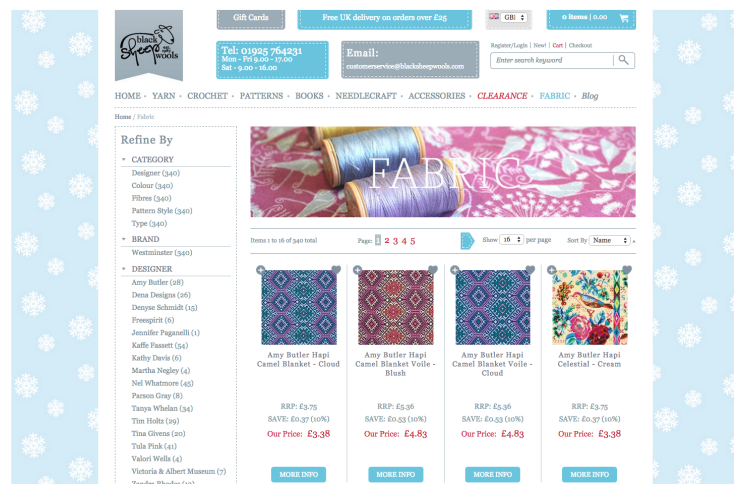 black
sheep
wools
Gift Cards
Free UK delivery on orders over £25
GBI
0 items | 0.00
Tel: 01925 764231
Mon - Fri 9.00 - 17.00
Sat - 9.00 - 16.00
Email:
customerservice@blacksheepwools.com
Register/Login | New! | Cart | Checkout
Enter search keyword
HOME YARN CROCHET PATTERNS BOOKS NEEDLECRAFT ACCESSORIES CLEARANCE FABRIC Blog
Home / Fabric
Refine By
CATEGORY
Designer (340)
Colour (340)
Fibres (340)
Pattern Style (340)
Type (340)
BRAND
Westminster (340)
DESIGNER
Amy Butler (28)
Dena Designs (26)
Denyse Schmidt (15)
Freespirit (6)
Jennifer Paganelli (1)
Kaffe Fassett (54)
Kathy Davis (6)
Martha Negley (4)
Nel Whatmore (45)
Parson Gray (8)
Tanya Whelan (34)
Tim Holtz (29)
Tina Givens (20)
Tula Pink (41)
Valori Wells (4)
Victoria & Albert Museum (7)
FABRIC
Items 1 to 16 of 340 total
Page: 1 2 3 4 5
Show 16 per page
Sort By Name
Amy Butler Hapi
Camel Blanket - Cloud
RRP: £3.75
SAVE: £0.37 (10%)
Our Price: £3.38
MORE INFO
Amy Butler Hapi
Camel Blanket Voile -
Blush
RRP: £5.36
SAVE: £0.53 (10%)
Our Price: £4.83
MORE INFO
Amy Butler Hapi
Camel Blanket Voile -
Cloud
RRP: £5.36
SAVE: £0.53 (10%)
Our Price: £4.83
MORE INFO
Amy Butler Hapi
Celestial - Cream
RRP: £3.75
SAVE: £0.37 (10%)
Our Price: £3.38
MORE INFO